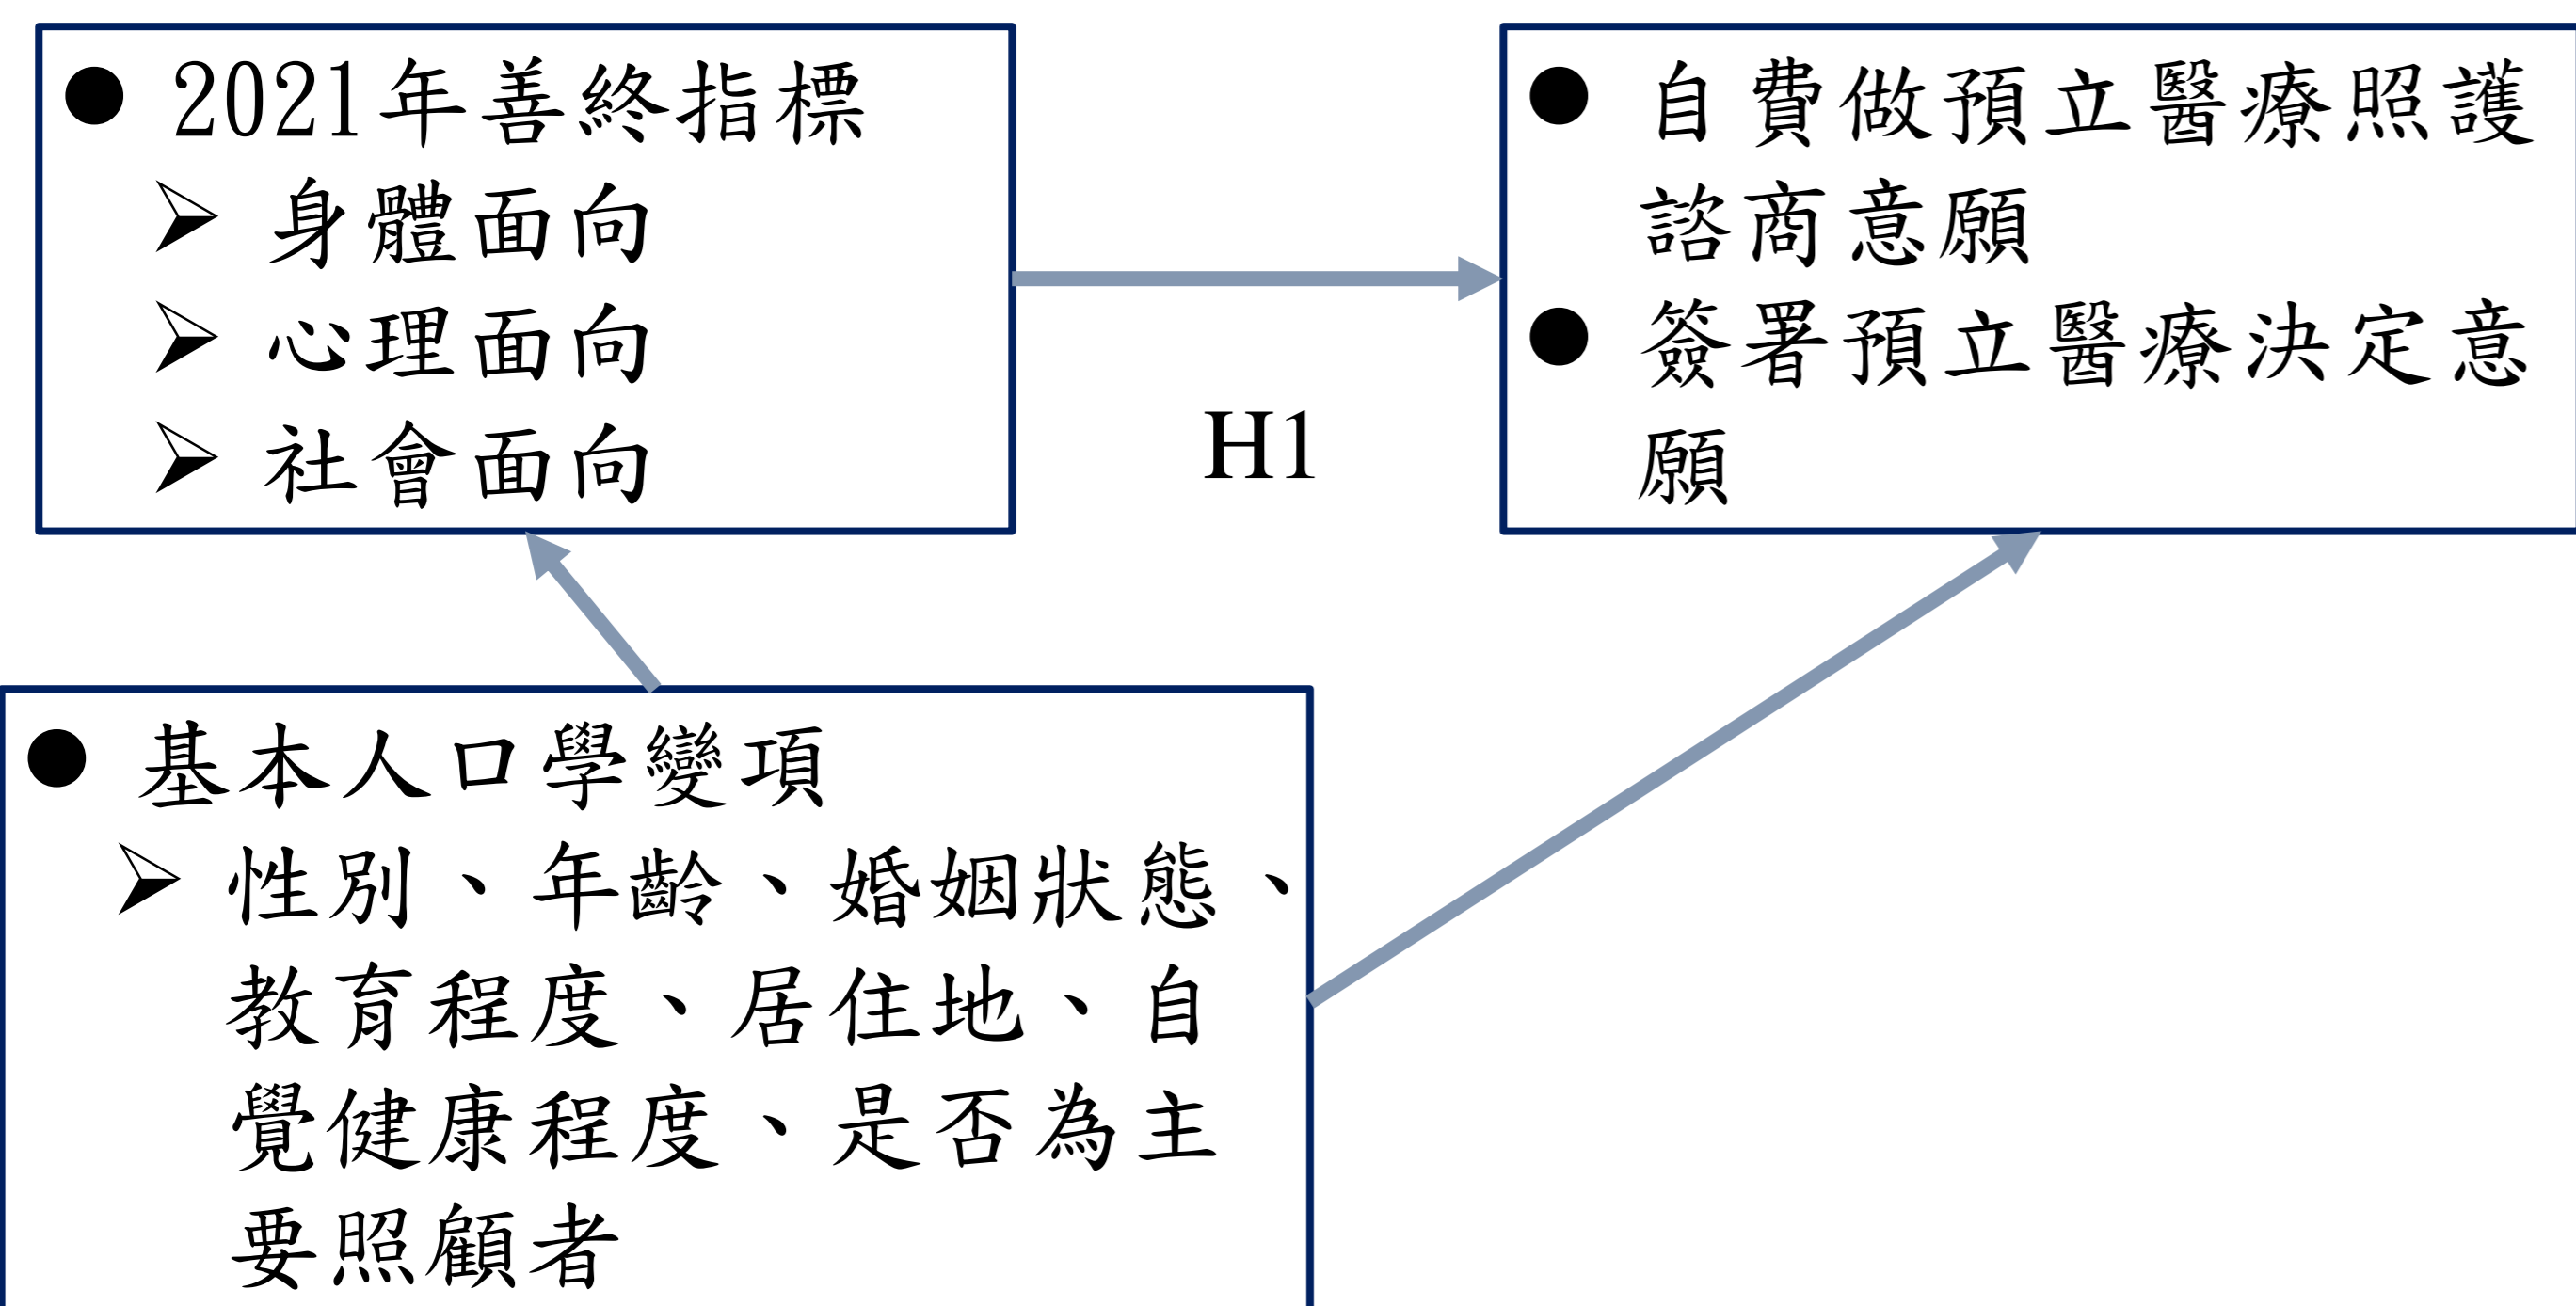 ● 2021年善終指標
➢ 身體面向
➢ 心理面向
➢ 社會面向
H1
● 自費做預立醫療照護
諮商意願
● 簽署預立醫療決定意
願
● 基本人口學變項
➢ 性別、年齡、婚姻狀態、
教育程度、居住地、自
覺健康程度、是否為主
要照顧者